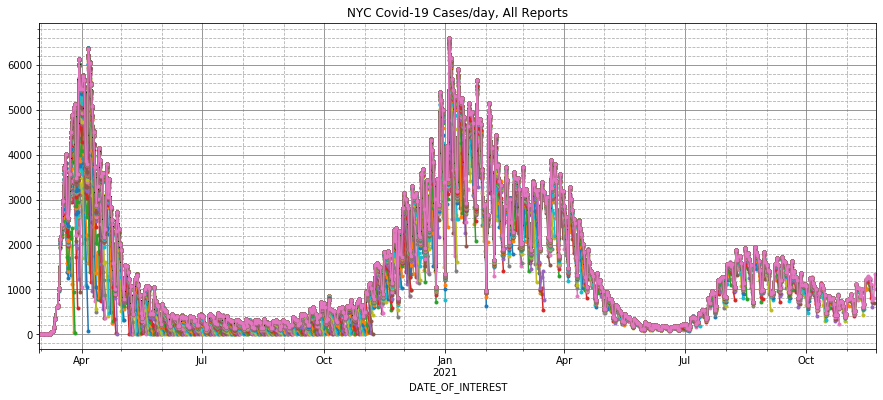 NYC Covid-19 Cases/day, All Reports
6000
5000
4000
3000
2000
1000
0
Apr
Jul
Oct
Jan
2021
Apr
Jul
Oct
DATE_OF_INTEREST